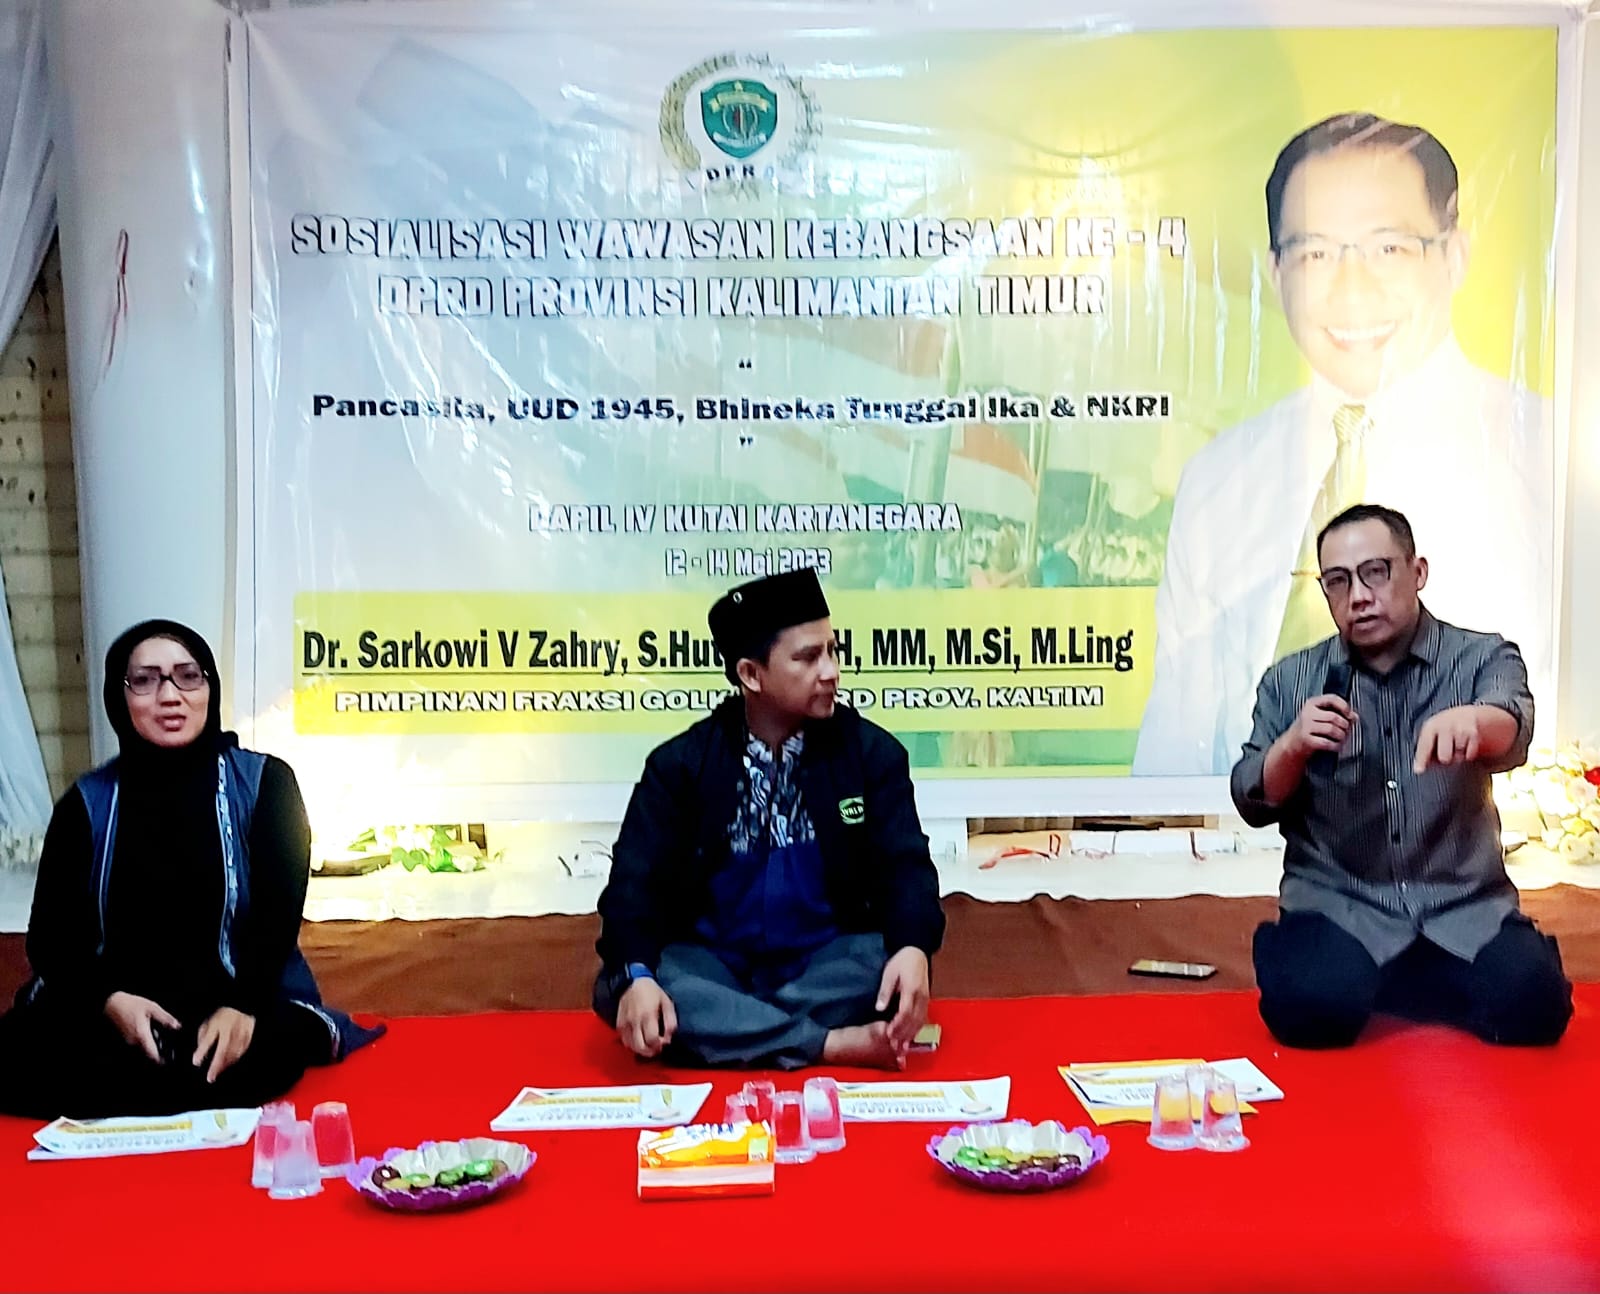 DPRD
SOSIALISASI WAWASAN KEBANGSAAN KE - 4
DPRD PROVINSI KALIMANTAN TIMUR
“
Pancasila, UUD 1945, Bhineka Tunggal Ika & NKRI
”
DAPIL IV KUTAI KARTANEGARA
12 - 14 Mei 2023
Dr. Sarkowi V Zahry, S.Hut, MM, M.Si, M.Ling
PIMPINAN FRAKSI PROV. KALTIM